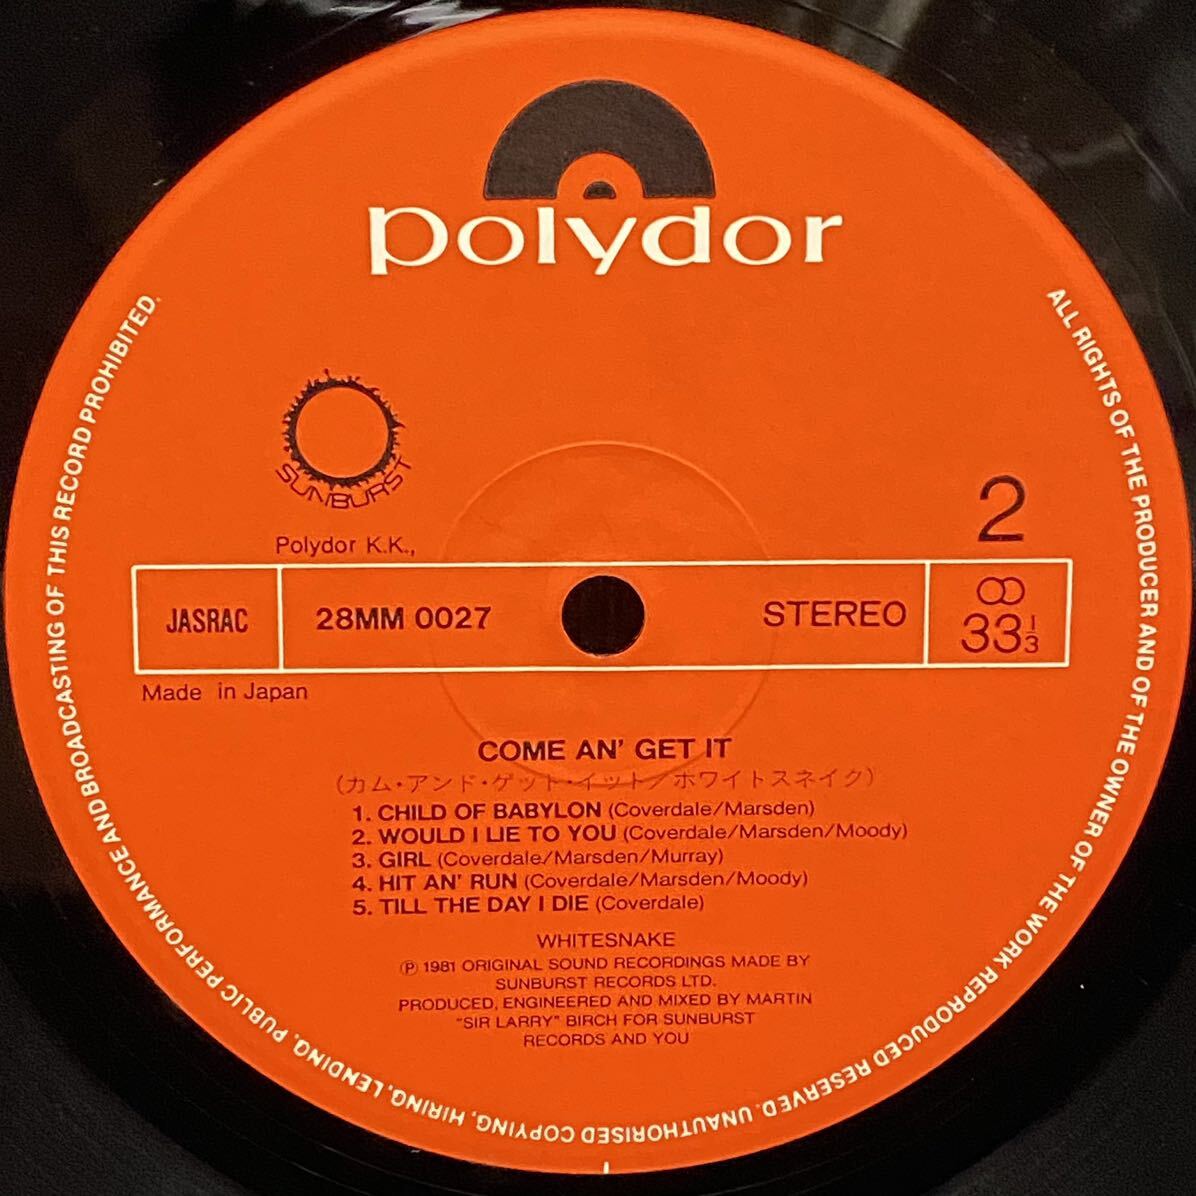 polydor
SUNBURST
2
Polydor K.K.,
JASRAC
28MM 0027
STEREO
33 1/3
Made in Japan
COME AN' GET IT
(カム・アンド・ゲット・イット/ホワイトスネイク)
1. CHILD OF BABYLON (Coverdale/Marsden)
2. WOULD I LIE TO YOU (Coverdale/Marsden/Moody)
3. GIRL (Coverdale/Marsden/Murray)
4. HIT AN' RUN (Coverdale/Marsden/Moody)
5. TILL THE DAY I DIE (Coverdale)
WHITESNAKE
Ⓟ 1981 ORIGINAL SOUND RECORDINGS MADE BY
SUNBURST RECORDS LTD.
PRODUCED, ENGINEERED AND MIXED BY MARTIN
"SIR LARRY" BIRCH FOR SUNBURST
RECORDS AND YOU
ALL RIGHTS OF THE PRODUCER AND OF THE OWNER OF THE WORK REPRODUCED RESERVED. UNAUTHORISED COPYING, HIRING, LENDING, PUBLIC PERFORMANCE AND BROADCASTING OF THIS RECORD PROHIBITED.